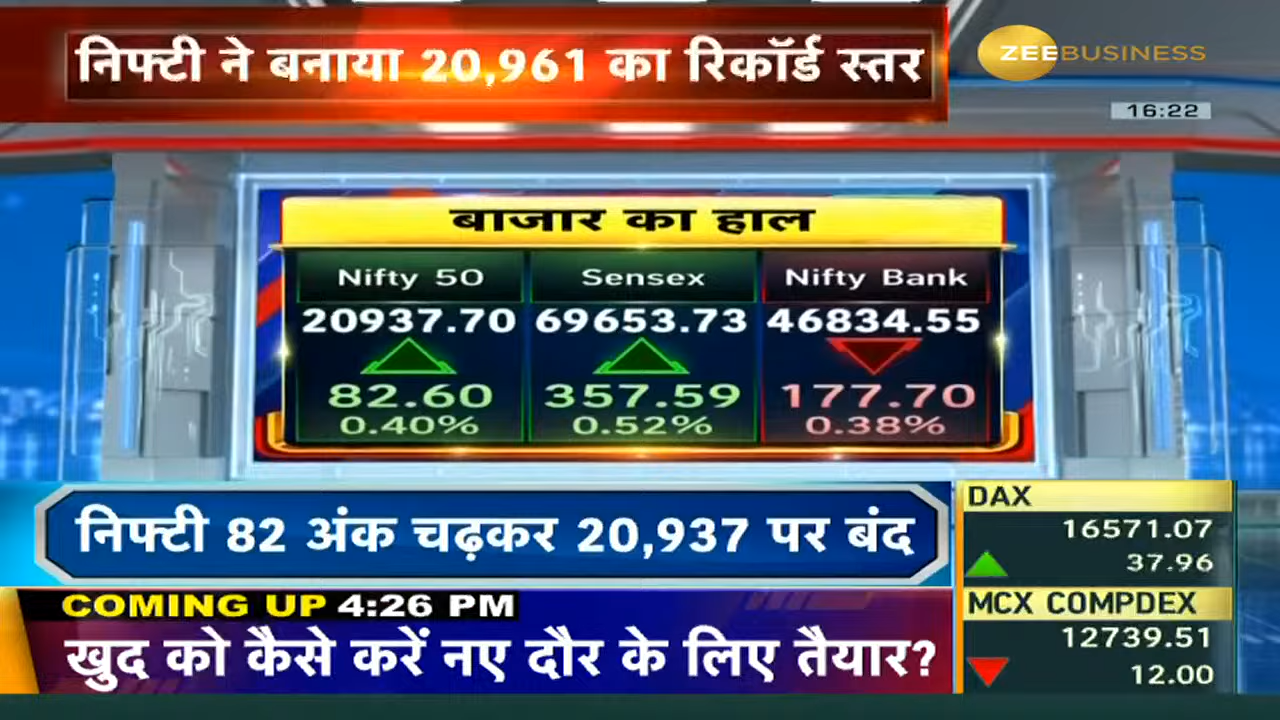 निफ्टी ने बनाया 20,961 का रिकॉर्ड स्तर
ZEEBUSINESS
16:22
बाजार का हाल
Nifty 50 Sensex Nifty Bank
20937.70 69653.73 46834.55
82.60 357.59 177.70
0.40% 0.52% 0.38%
निफ्टी 82 अंक चढ़कर 20,937 पर बंद
DAX
16571.07
37.96
COMING UP 4:26 PM
खुद को कैसे करें नए दौर के लिए तैयार?
MCX COMPDEX
12739.51
12.00